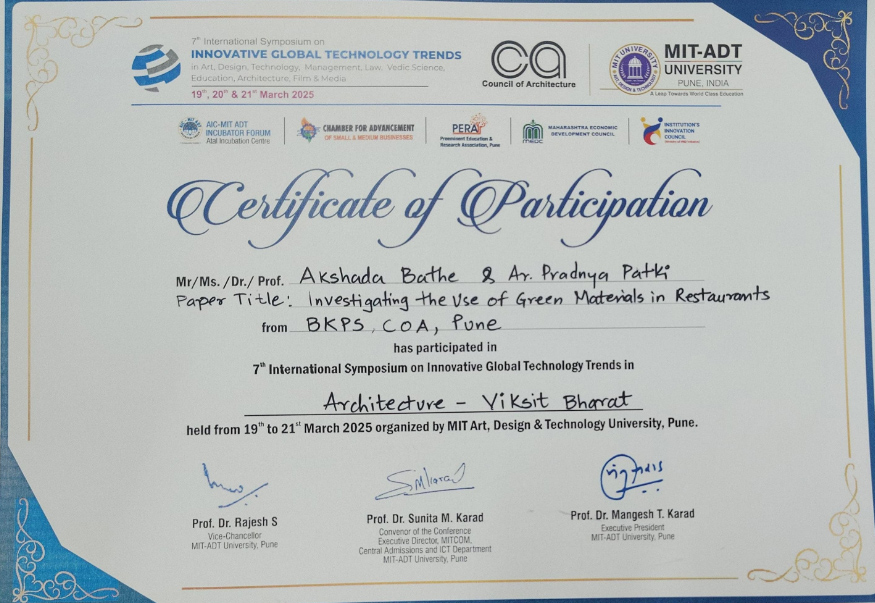 7th International Symposium on
INNOVATIVE GLOBAL TECHNOLOGY TRENDS
in Art, Design, Technology, Management, Law, Vedic Science,
Education, Architecture, Film & Media
19th, 20th & 21st March 2025
Council of Architecture
MIT UNIVERSITY
MIT-ADT
UNIVERSITY
PUNE, INDIA
A Leap Towards World Class Education
AIC-MIT ADT
INCUBATOR FORUM
Atal Incubation Centre
CHAMBER FOR ADVANCEMENT
OF SMALL & MEDIUM BUSINESSES
PERA
Preeminent Education &
Research Association, Pune
MEDC
MAHARASHTRA ECONOMIC
DEVELOPMENT COUNCIL
INSTITUTION'S
INNOVATION
COUNCIL
Certificate of Participation
Mr/Ms. /Dr./ Prof. Akshada Bathe & Ar. Pradnya Patki
Paper Title: Investigating the Use of Green Materials in Restaurants
from BKPS, COA, Pune
has participated in
7th International Symposium on Innovative Global Technology Trends in
Architecture - Viksit Bharat
held from 19th to 21st March 2025 organized by MIT Art, Design & Technology University, Pune.
Prof. Dr. Rajesh S
Vice-Chancellor
MIT-ADT University, Pune
Prof. Dr. Sunita M. Karad
Convenor of the Conference
Executive Director, MITCOM,
Central Admissions and ICT Department
MIT-ADT University, Pune
Prof. Dr. Mangesh T. Karad
Executive President
MIT-ADT University, Pune